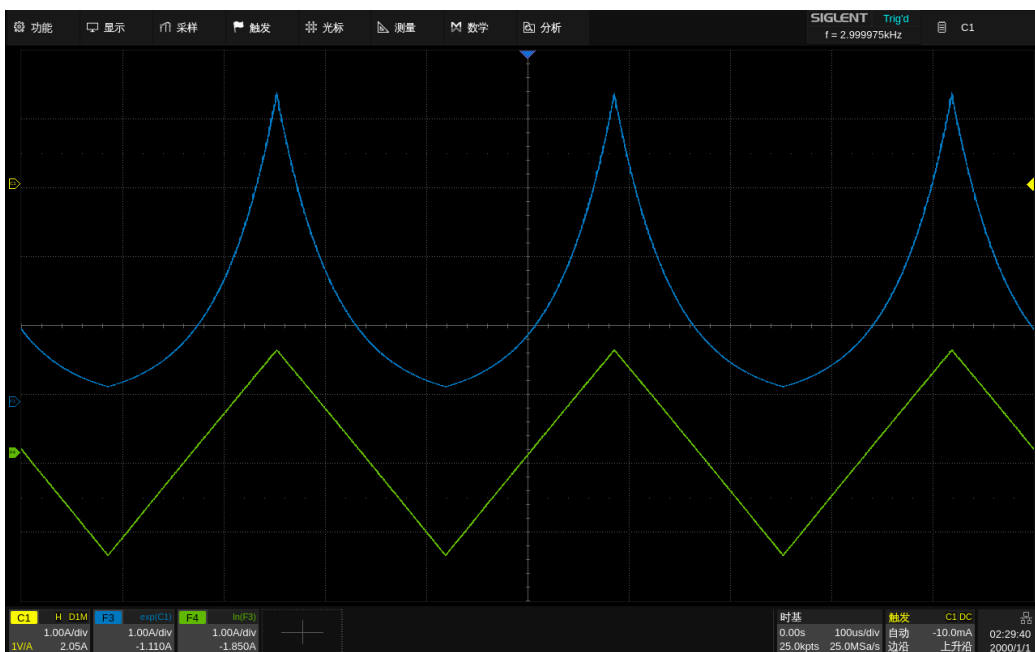 功能 显示 采样 触发 光标 测量 数学 分析 SIGLENT Trig'd C1
f = 2.999975kHz
C1 H D1M F3 exp(C1) F4 ln(F3) 时基 触发 C1 DC
1.00A/div 1.00A/div 1.00A/div 0.00s 100us/div 自动 -10.0mA 02:29:40
1V/A 2.05A -1.110A -1.850A 25.0kpts 25.0MSa/s 边沿 上升沿 2000/1/1